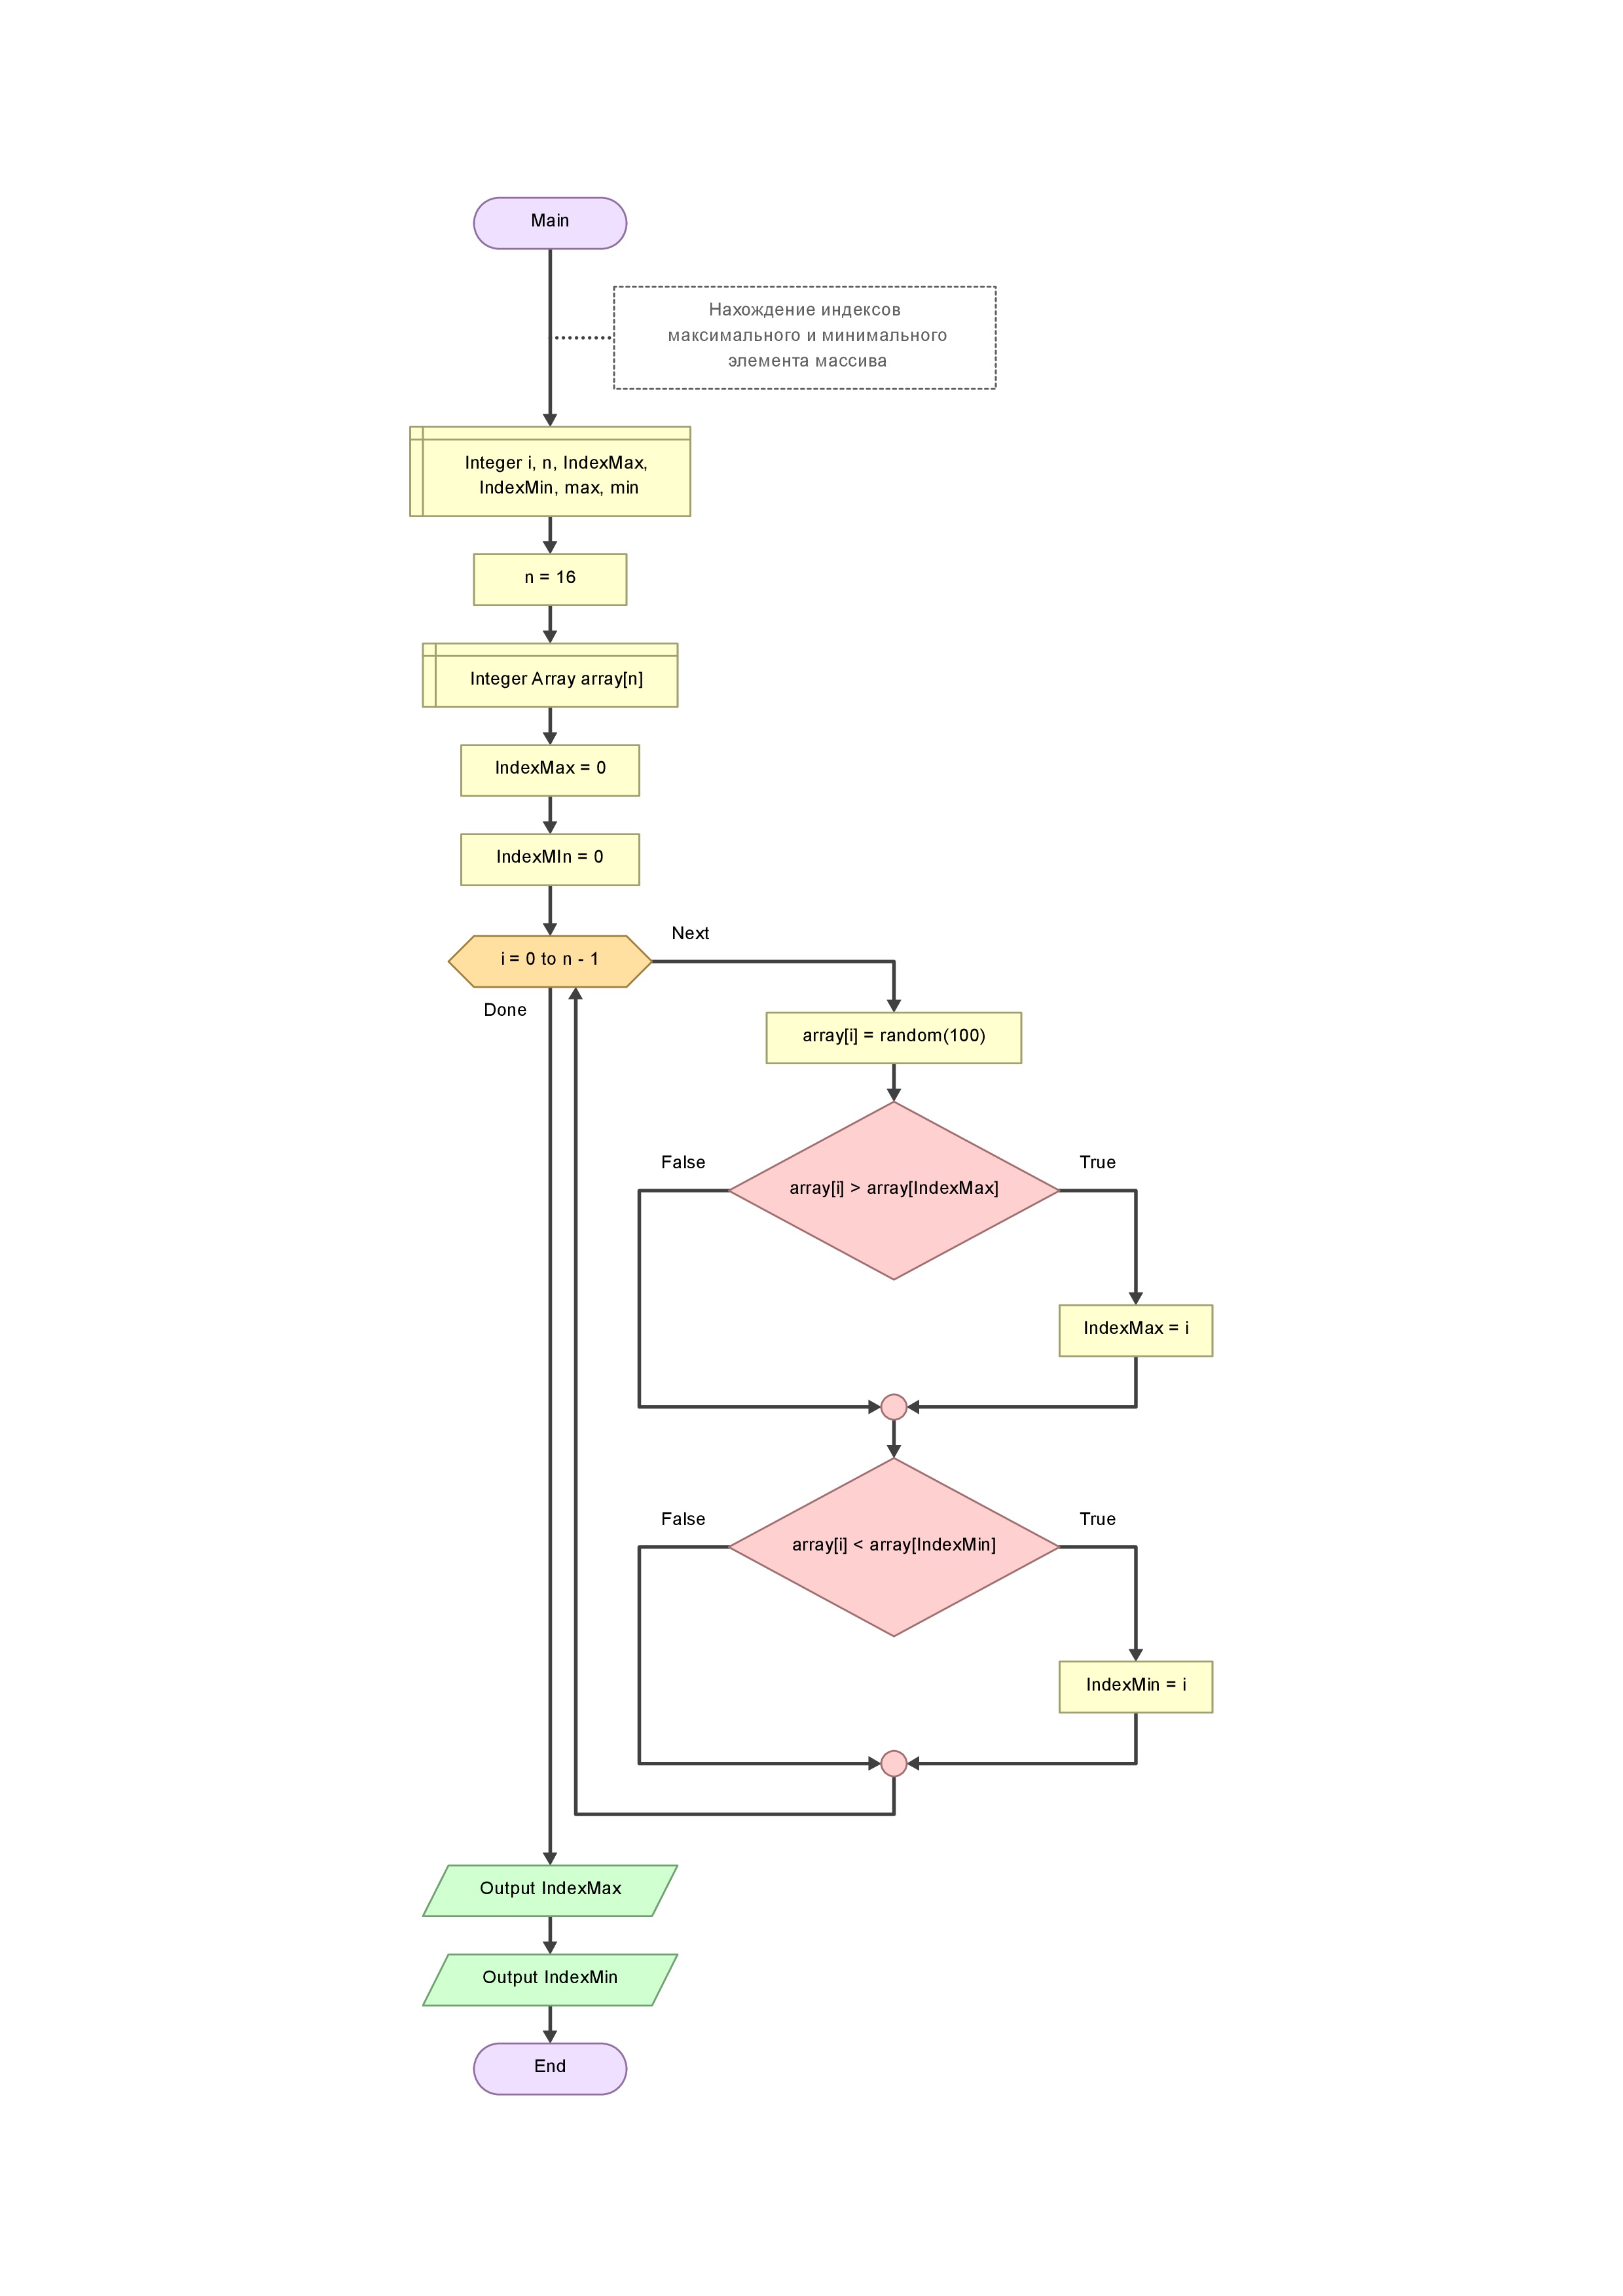 Main
Нахождение индексов
максимального и минимального
элемента массива
Integer i, n, IndexMax,
IndexMin, max, min
n = 16
Integer Array array[n]
IndexMax = 0
IndexMIn = 0
i = 0 to n - 1
Next
Done
array[i] = random(100)
False
True
array[i] > array[IndexMax]
IndexMax = i
False
True
array[i] < array[IndexMin]
IndexMin = i
Output IndexMax
Output IndexMin
End